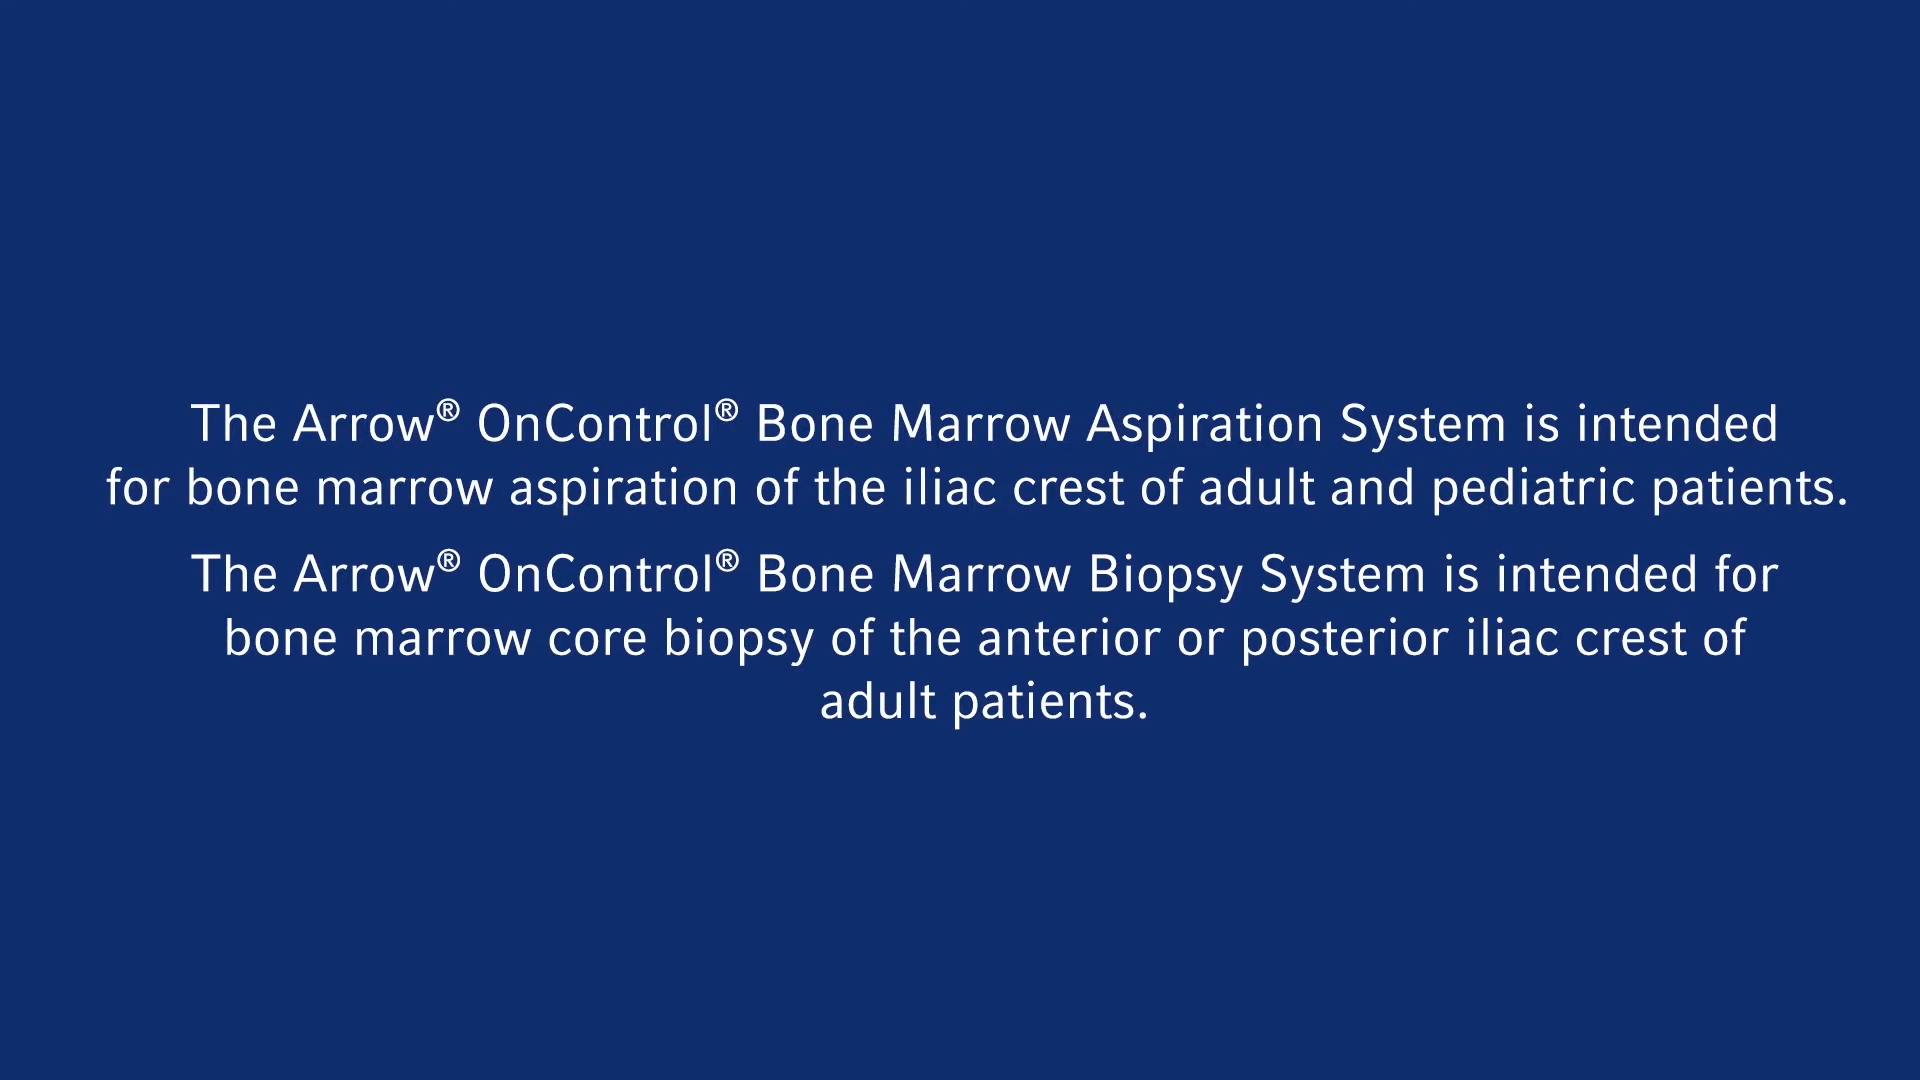 The Arrow® OnControl® Bone Marrow Aspiration System is intended
for bone marrow aspiration of the iliac crest of adult and pediatric patients.
The Arrow® OnControl® Bone Marrow Biopsy System is intended for
bone marrow core biopsy of the anterior or posterior iliac crest of
adult patients.